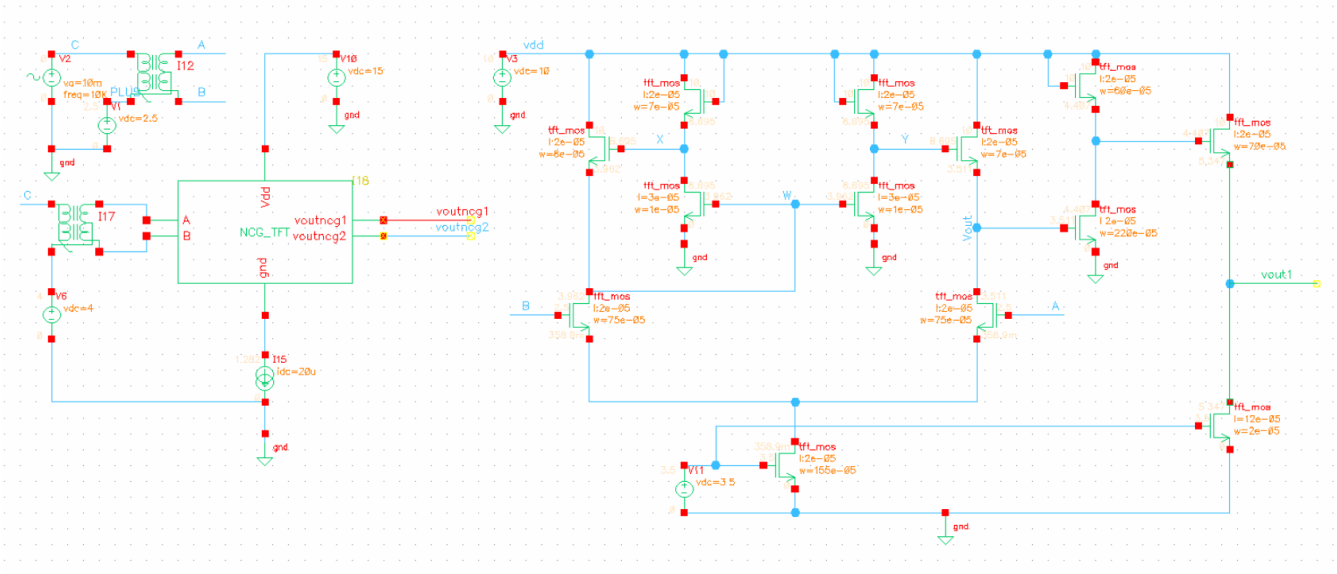 C
A
V2
I12
va=10m
freq=10K
PLUS
B
V1
vdc=2.5
gnd
V10
vdc=15
gnd
C
I17
V6
vdc=4
I18
Vdd
A
B
NCG_TFT
voutncg1
voutncg2
gnd
voutncg1
voutncg2
I15
idc=20u
gnd
vdd
V3
vdc=10
gnd
tft_mos
l:2e-05
w=7e-05
tft_mos
l:2e-05
w=7e-05
tft_mos
l:2e-05
w=60e-05
tft_mos
l:2e-05
w=8e-05
X
Y
tft_mos
l:2e-05
w=7e-05
tft_mos
l:2e-05
w=70e-05
tft_mos
l=3e-05
w=1e-05
W
tft_mos
l=3e-05
w=1e-05
tft_mos
l:2e-05
w=220e-05
gnd
gnd
Vout
gnd
vout1
B
tft_mos
l:2e-05
w=75e-05
tft_mos
l:2e-05
w=75e-05
A
tft_mos
l:2e-05
w=155e-05
V11
vdc=3.5
tft_mos
l=12e-05
w=2e-05
gnd